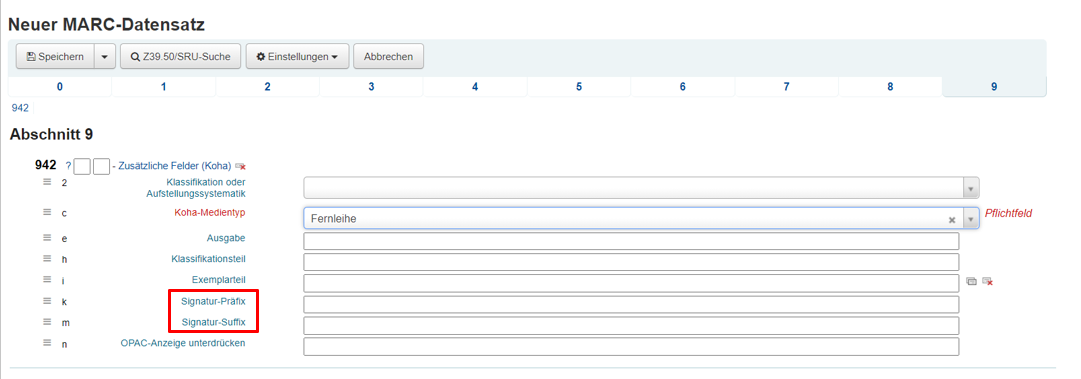 Neuer MARC-Datensatz
Speichern Z39.50/SRU-Suche Einstellungen Abbrechen
0 1 2 3 4 5 6 7 8 9
942
Abschnitt 9
942 ? - Zusätzliche Felder (Koha)
2 Klassifikation oder
Aufstellungssystematik
c Koha-Medientyp Fernleihe Pflichtfeld
e Ausgabe
h Klassifikationsteil
i Exemplarteil
k Signatur-Präfix
m Signatur-Suffix
n OPAC-Anzeige unterdrücken